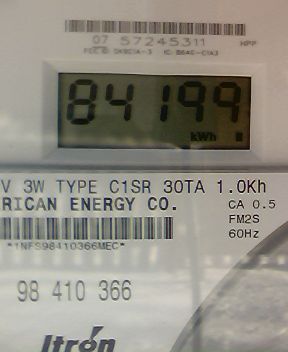 07 57245311 HPP
84199
kWh
V 3W TYPE C1SR 30TA 1.0Kh
RICAN ENERGY CO. CA 0.5
FM2S
*1NFS98410366MEC* 60Hz
98 410 366
Itron